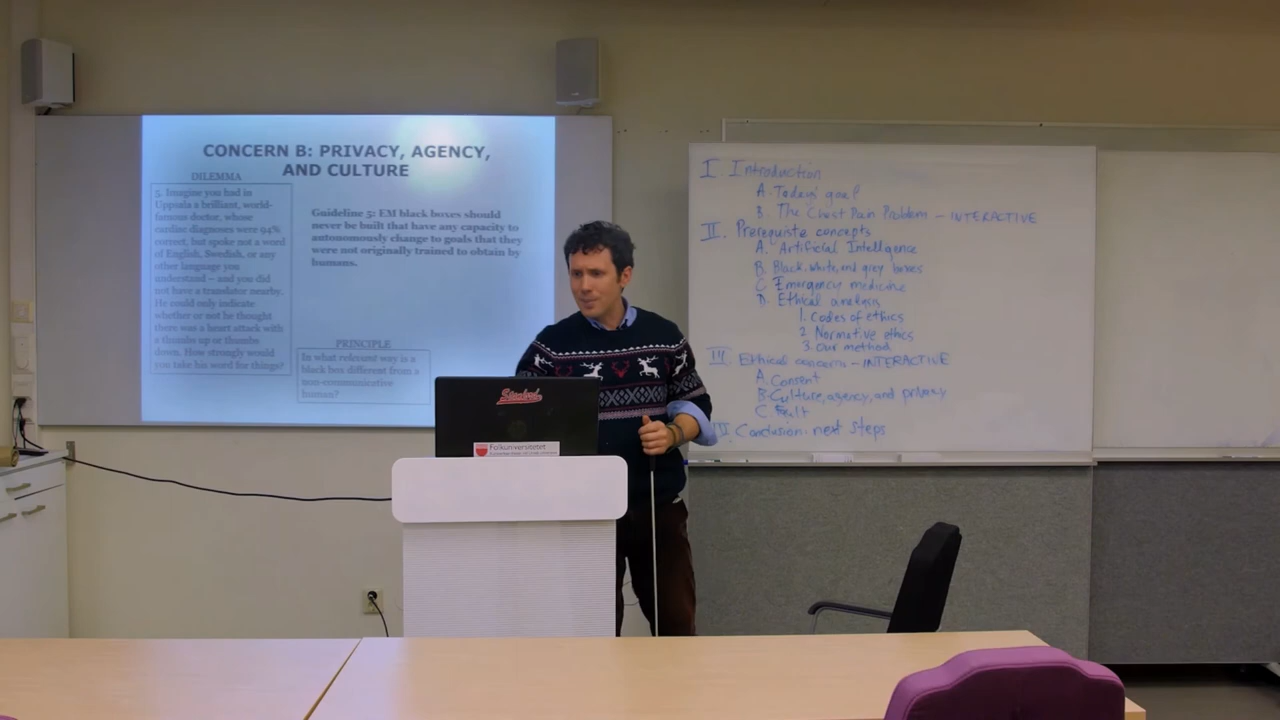 CONCERN B: PRIVACY, AGENCY,
AND CULTURE
DILEMMA
5. Imagine you had in
Uppsala a brilliant, world-
famous doctor, whose
cardiac diagnoses were 94%
correct, but spoke not a word
of English, Swedish, or any
other language you
understand – and you did
not have a translator nearby.
He could only indicate
whether or not he thought
there was a heart attack with
a thumbs up or thumbs
down. How strongly would
you take his word for things?
Guideline 5: EM black boxes should
never be built that have any capacity to
autonomously change to goals that they
were not originally trained to obtain by
humans.
PRINCIPLE
In what relevant way is a
black box different from a
non-communicative
human?
Stanford
Folkuniversitetet
I. Introduction
A. Today's goal
B. The Chest Pain Problem – INTERACTIVE
II. Prerequiste concepts
A. Artificial Intelligence
B. Black, white, and grey boxes
C. Emergency medicine
D. Ethical analysis
1. Codes of ethics
2. Normative ethics
3. Our method
III. Ethical concerns – INTERACTIVE
A. Consent
B. Culture, agency, and privacy
C. Fault
Conclusion: next steps